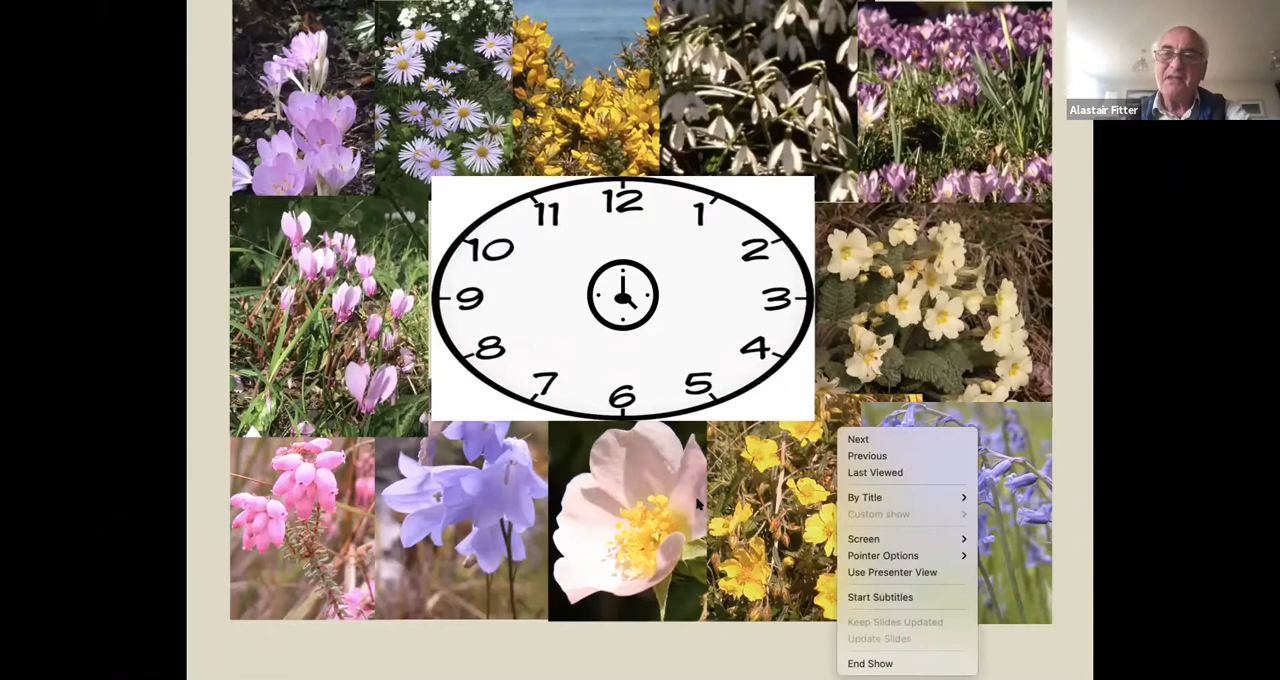 Alastair Fitter
12
11
1
10
2
9
3
8
4
7
5
6
Next
Previous
Last Viewed
By Title
Custom show
Screen
Pointer Options
Use Presenter View
Start Subtitles
Keep Slides Updated
Update Slides
End Show